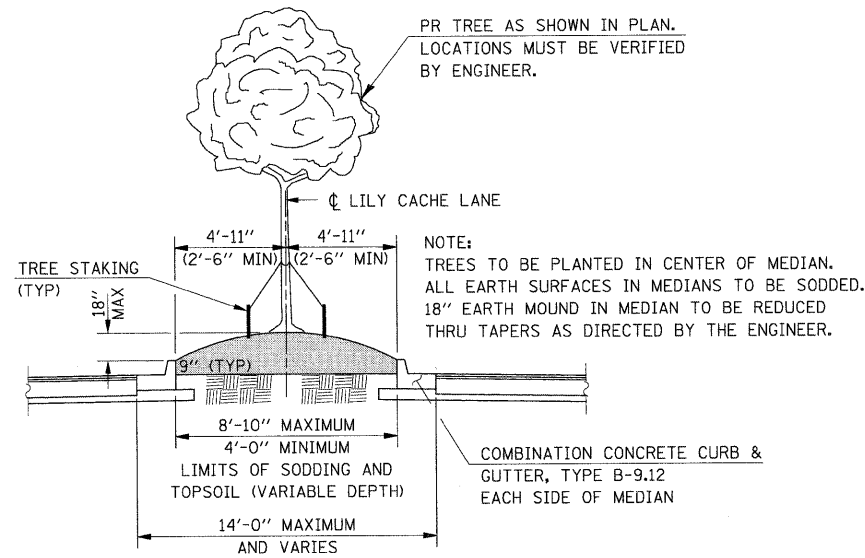 PR TREE AS SHOWN IN PLAN.
LOCATIONS MUST BE VERIFIED
BY ENGINEER.
℄ LILY CACHE LANE
4'-11"
4'-11"
(2'-6" MIN)
(2'-6" MIN)
NOTE:
TREES TO BE PLANTED IN CENTER OF MEDIAN.
ALL EARTH SURFACES IN MEDIANS TO BE SODDED.
18" EARTH MOUND IN MEDIAN TO BE REDUCED
THRU TAPERS AS DIRECTED BY THE ENGINEER.
TREE STAKING
(TYP)
18"
MAX
9" (TYP)
8'-10" MAXIMUM
4'-0" MINIMUM
LIMITS OF SODDING AND
TOPSOIL (VARIABLE DEPTH)
COMBINATION CONCRETE CURB &
GUTTER, TYPE B-9.12
EACH SIDE OF MEDIAN
14'-0" MAXIMUM
AND VARIES